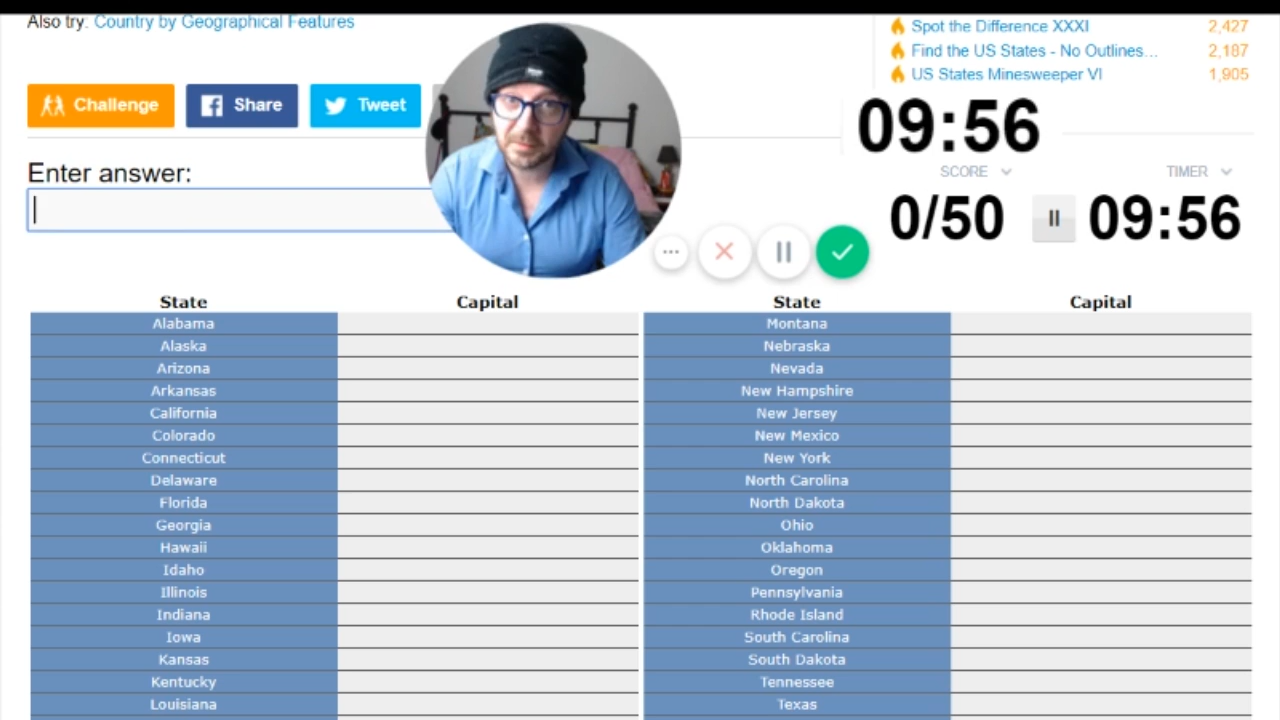 Also try: Country by Geographical Features
Spot the Difference XXXI 2,427
Find the US States - No Outlines... 2,187
US States Minesweeper VI 1,905
Challenge Share Tweet
09:56
SCORE TIMER
0/50 09:56
Enter answer:
State Capital State Capital
Alabama Montana
Alaska Nebraska
Arizona Nevada
Arkansas New Hampshire
California New Jersey
Colorado New Mexico
Connecticut New York
Delaware North Carolina
Florida North Dakota
Georgia Ohio
Hawaii Oklahoma
Idaho Oregon
Illinois Pennsylvania
Indiana Rhode Island
Iowa South Carolina
Kansas South Dakota
Kentucky Tennessee
Louisiana Texas